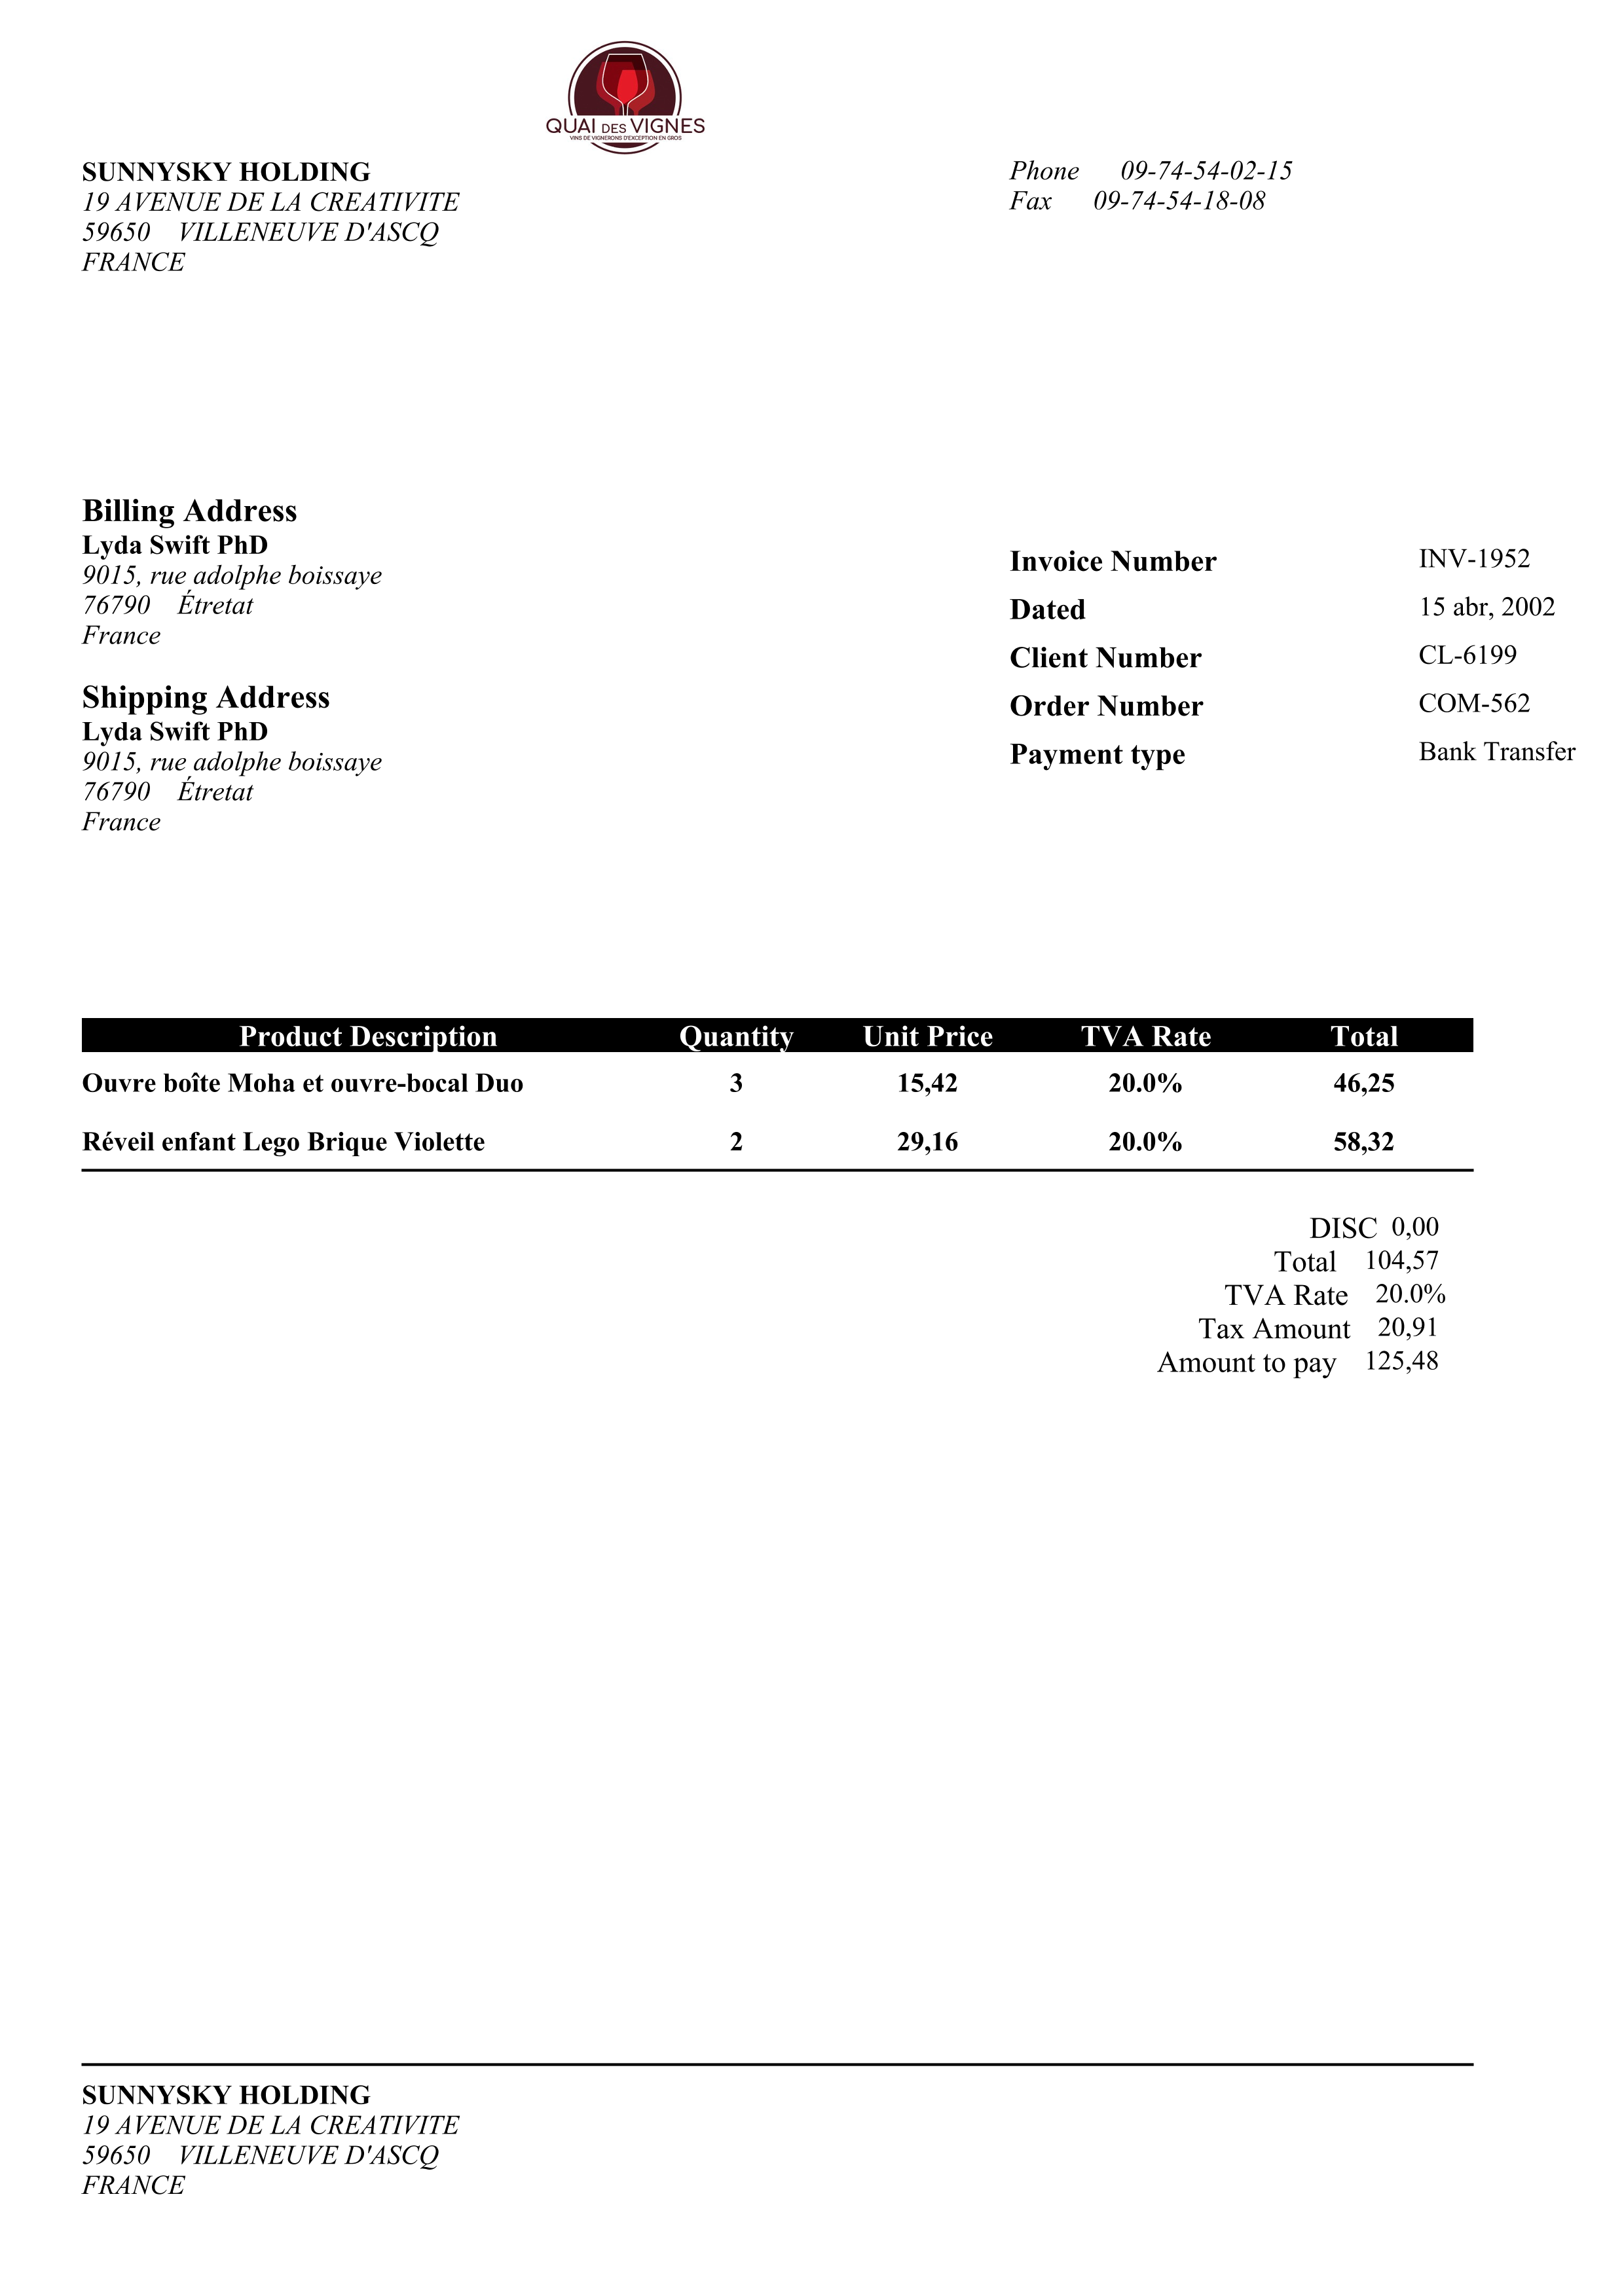 QUAI DES VIGNES
VINS DE VIGNERONS D'EXCEPTION EN GROS
SUNNYSKY HOLDING
19 AVENUE DE LA CREATIVITE
59650 VILLENEUVE D'ASCQ
FRANCE
Phone 09-74-54-02-15
Fax 09-74-54-18-08
Billing Address
Lyda Swift PhD
9015, rue adolphe boissaye
76790 Étretat
France
Shipping Address
Lyda Swift PhD
9015, rue adolphe boissaye
76790 Étretat
France
Invoice Number INV-1952
Dated 15 abr, 2002
Client Number CL-6199
Order Number COM-562
Payment type Bank Transfer
Product Description Quantity Unit Price TVA Rate Total
Ouvre boîte Moha et ouvre-bocal Duo 3 15,42 20.0% 46,25
Réveil enfant Lego Brique Violette 2 29,16 20.0% 58,32
DISC 0,00
Total 104,57
TVA Rate 20.0%
Tax Amount 20,91
Amount to pay 125,48
SUNNYSKY HOLDING
19 AVENUE DE LA CREATIVITE
59650 VILLENEUVE D'ASCQ
FRANCE